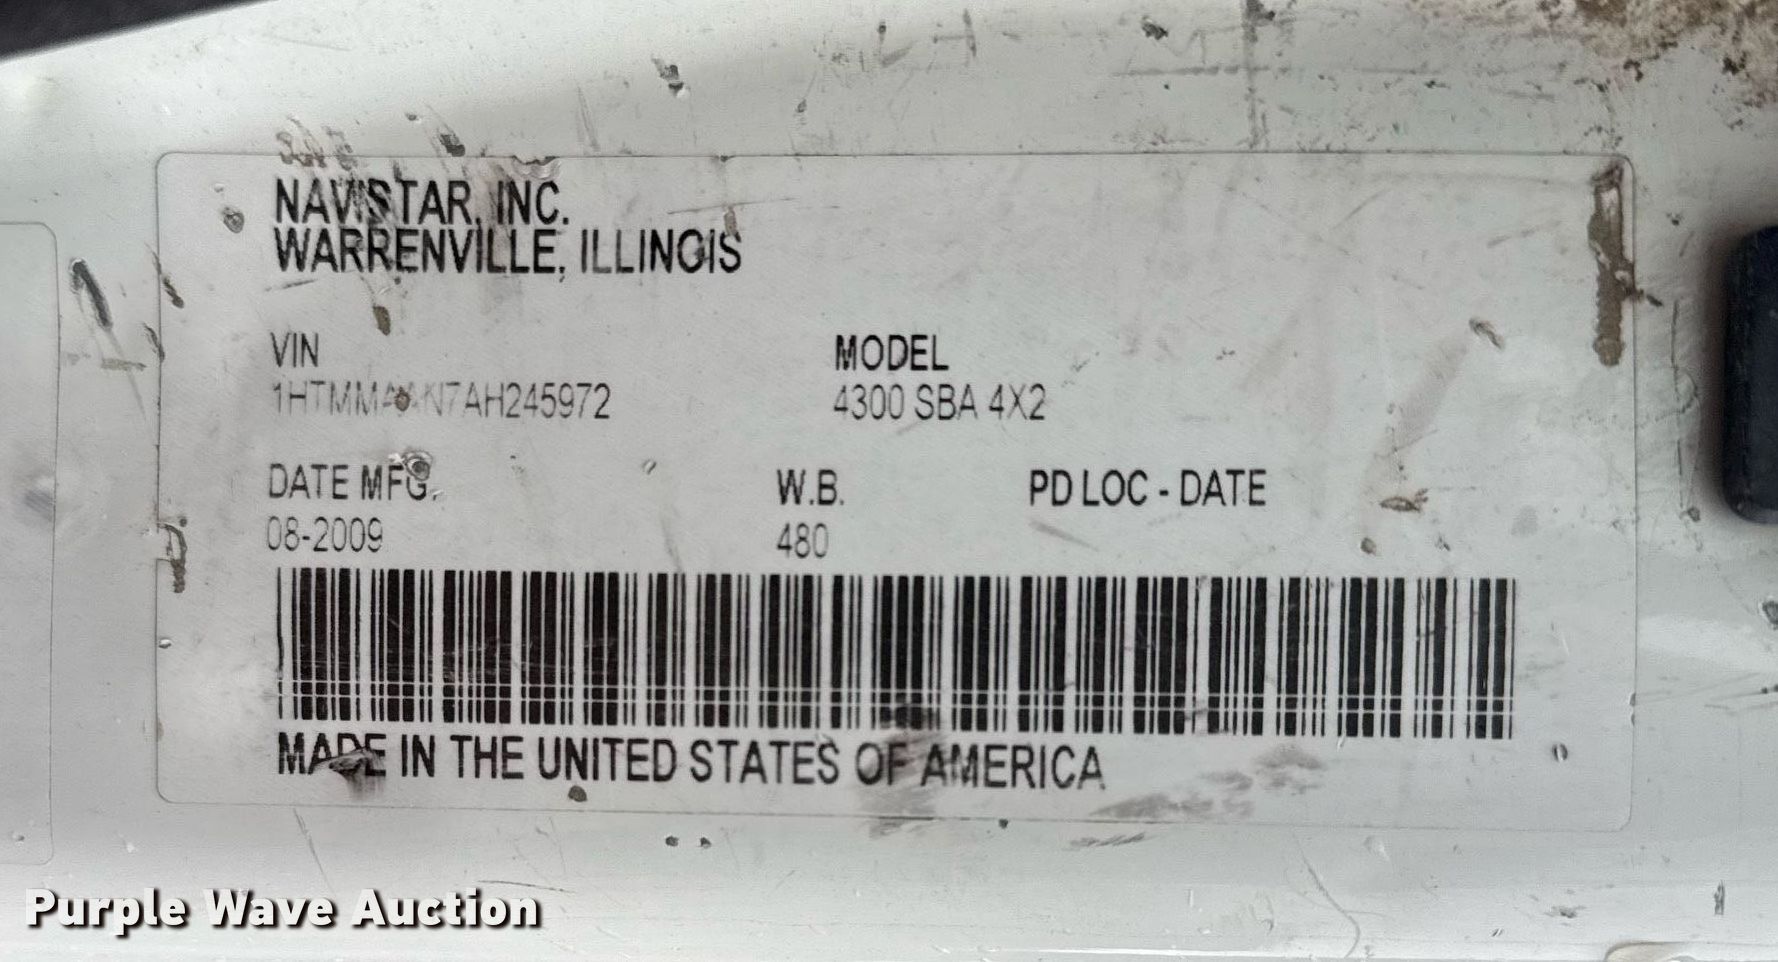 NAVISTAR, INC.
WARRENVILLE, ILLINOIS
VIN MODEL
1HTMMAAN7AH245972 4300 SBA 4X2
DATE MFG. W.B. PD LOC - DATE
08-2009 480
MADE IN THE UNITED STATES OF AMERICA
Purple Wave Auction